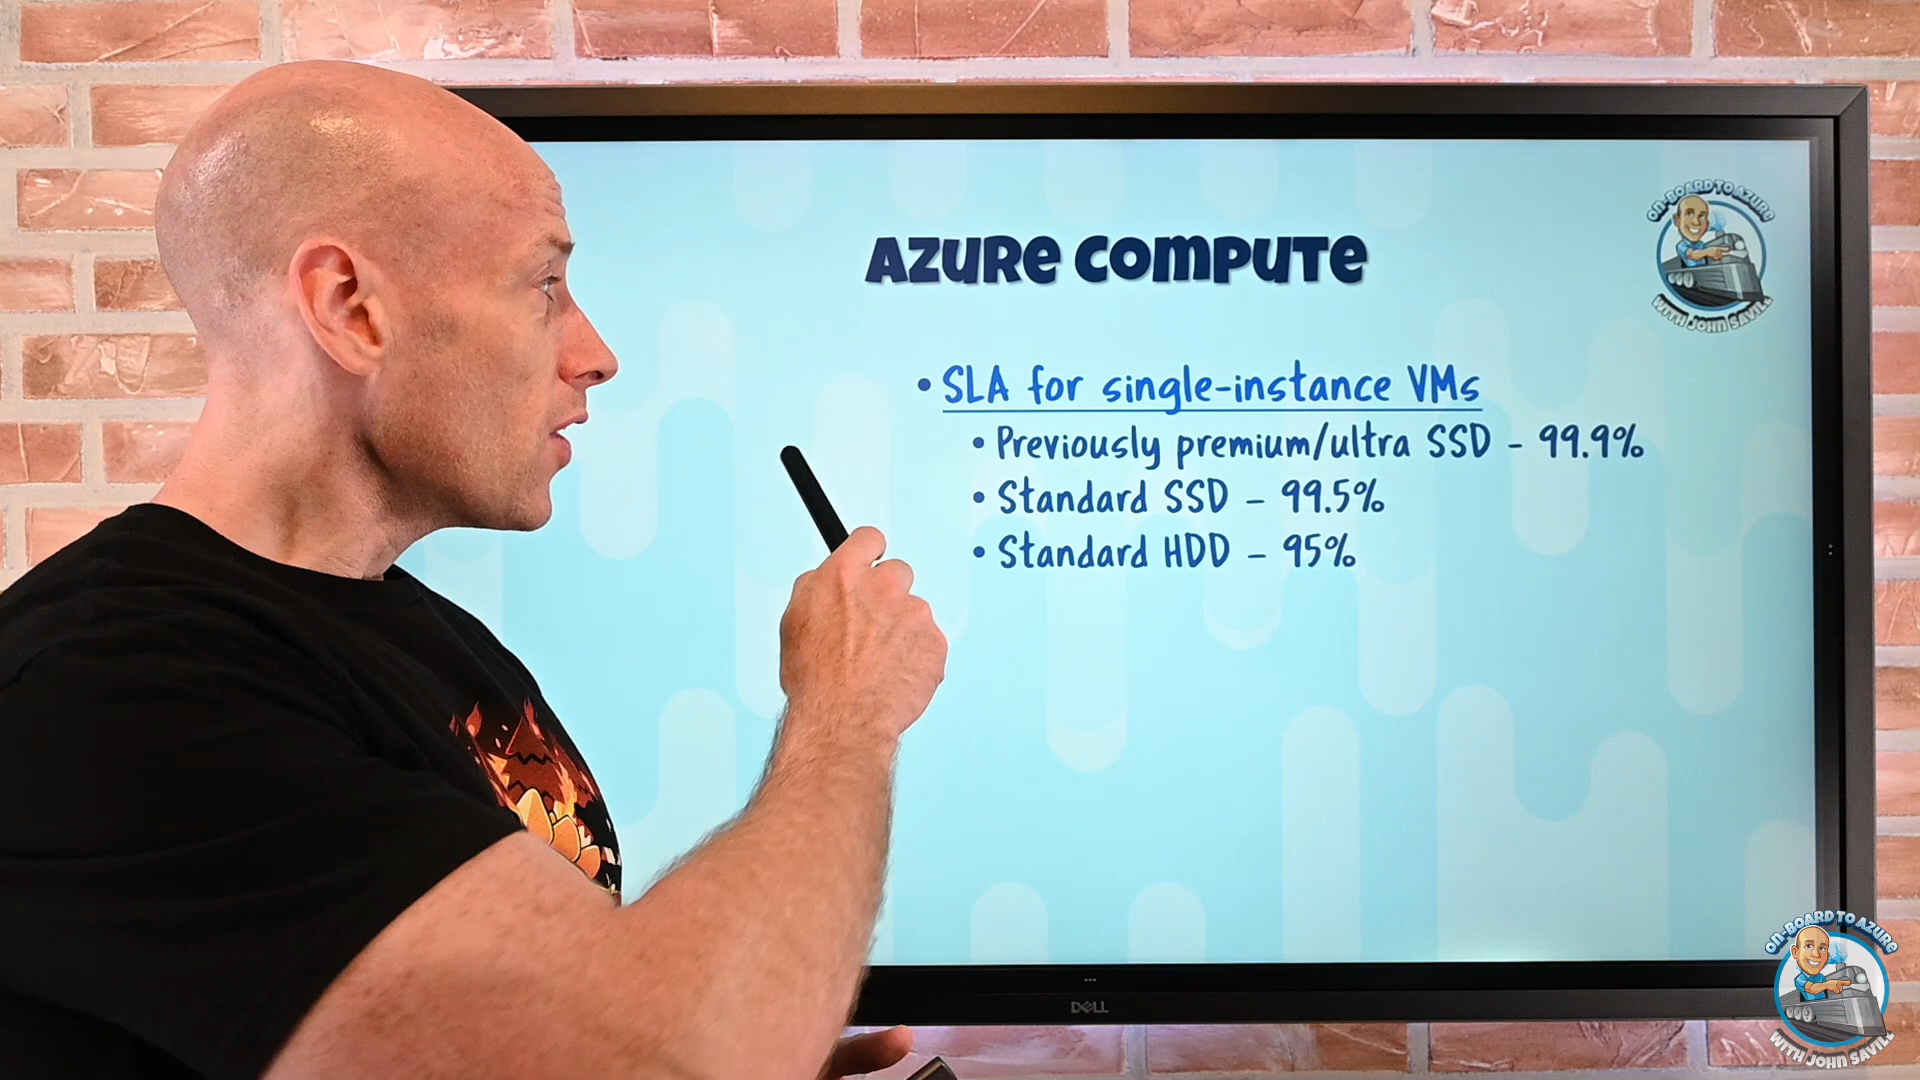 AZURE COMPUTE
ON-BOARD TO AZURE
WITH JOHN SAVILL
• SLA for single-instance VMs
• Previously premium/ultra SSD - 99.9%
• Standard SSD - 99.5%
• Standard HDD - 95%
DELL
ON-BOARD TO AZURE
WITH JOHN SAVILL